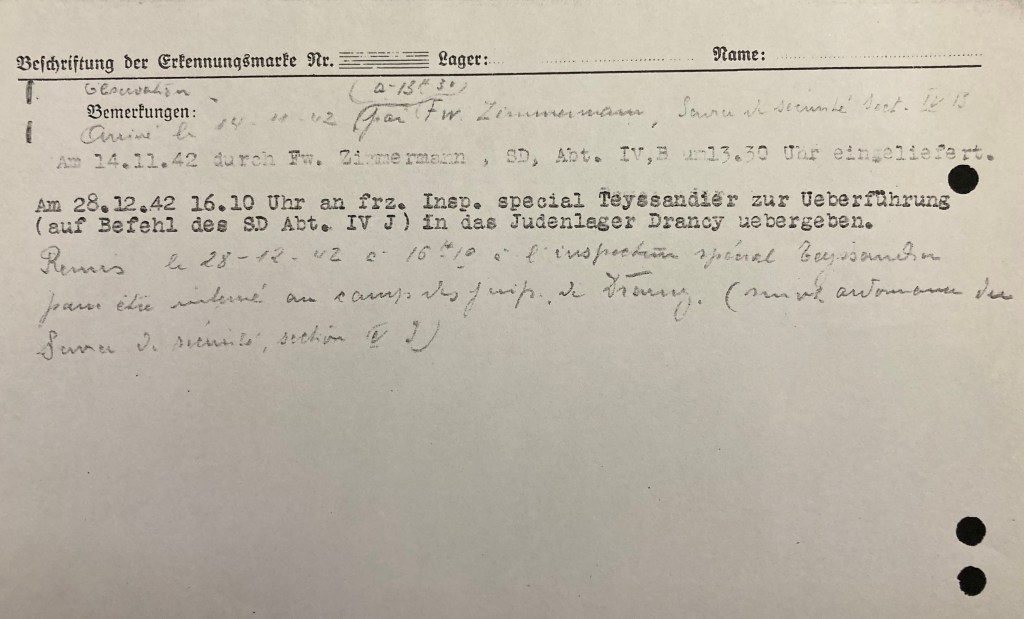 Beschriftung der Erkennungsmarke Nr. Lager: Name:
Observation
(à 13h 30)
Bemerkungen:
Arrivé le 14-11-42 par Fw. Zimmermann, Service de sécurité Sect. IV B
Am 14.11.42 durch Fw. Zimmermann , SD, Abt. IV,B um13.30 Uhr eingeliefert.
Am 28.12.42 16.10 Uhr an frz. Insp. special Teyssandier zur Ueberführung
(auf Befehl des SD Abt. IV J) in das Judenlager Drancy uebergeben.
Remis le 28-12-42 à 16h10 à l'inspecteur spécial Teyssandier
pour être interné au camp des juifs de Drancy. ( du
Service de sécurité, section IV J)